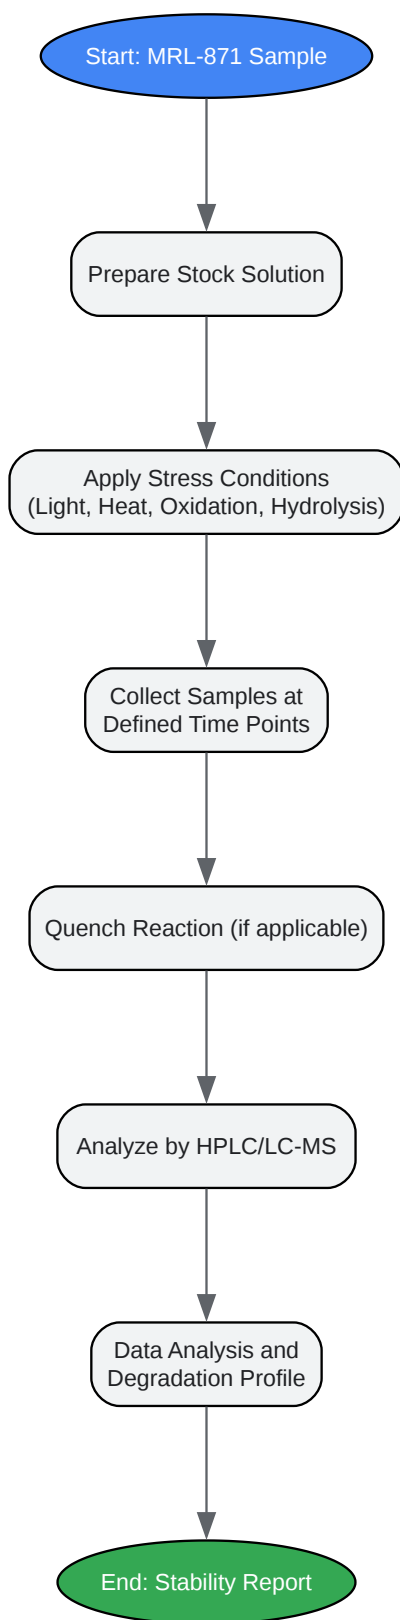 Start: MRL-871 Sample
Prepare Stock Solution
Apply Stress Conditions
(Light, Heat, Oxidation, Hydrolysis)
Collect Samples at
Defined Time Points
Quench Reaction (if applicable)
Analyze by HPLC/LC-MS
Data Analysis and
Degradation Profile
End: Stability Report